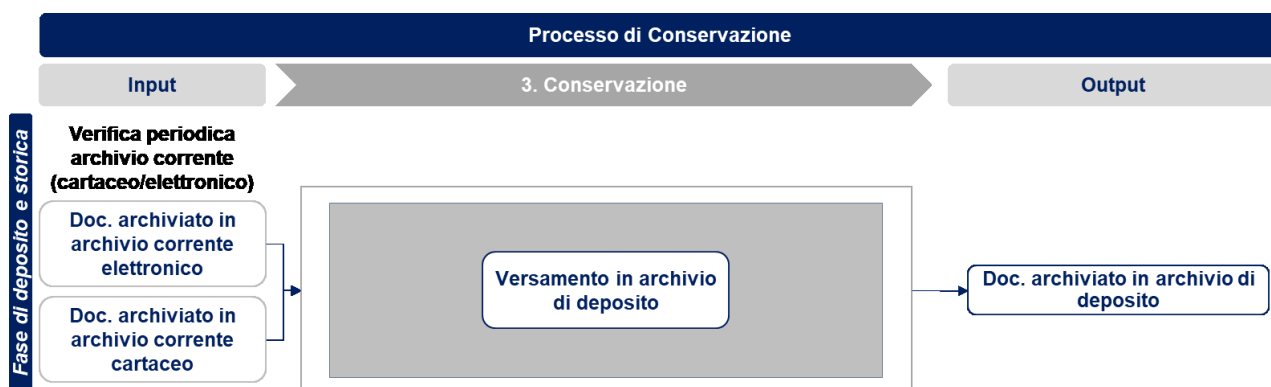 Processo di Conservazione
Input
3. Conservazione
Output
Fase di deposito e storica
Verifica periodica
archivio corrente
(cartaceo/elettronico)
Doc. archiviato in
archivio corrente
elettronico
Doc. archiviato in
archivio corrente
cartaceo
Versamento in archivio
di deposito
Doc. archiviato in archivio di
deposito